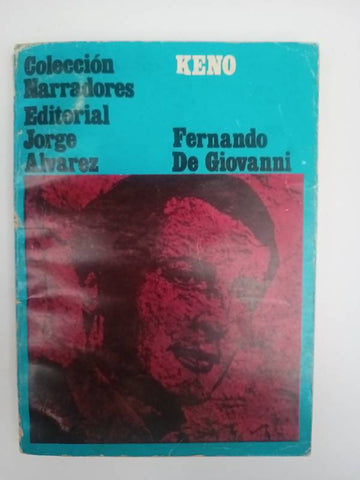 Colección
Narradores
Editorial
Jorge
Alvarez
KENO
Fernando
De Giovanni